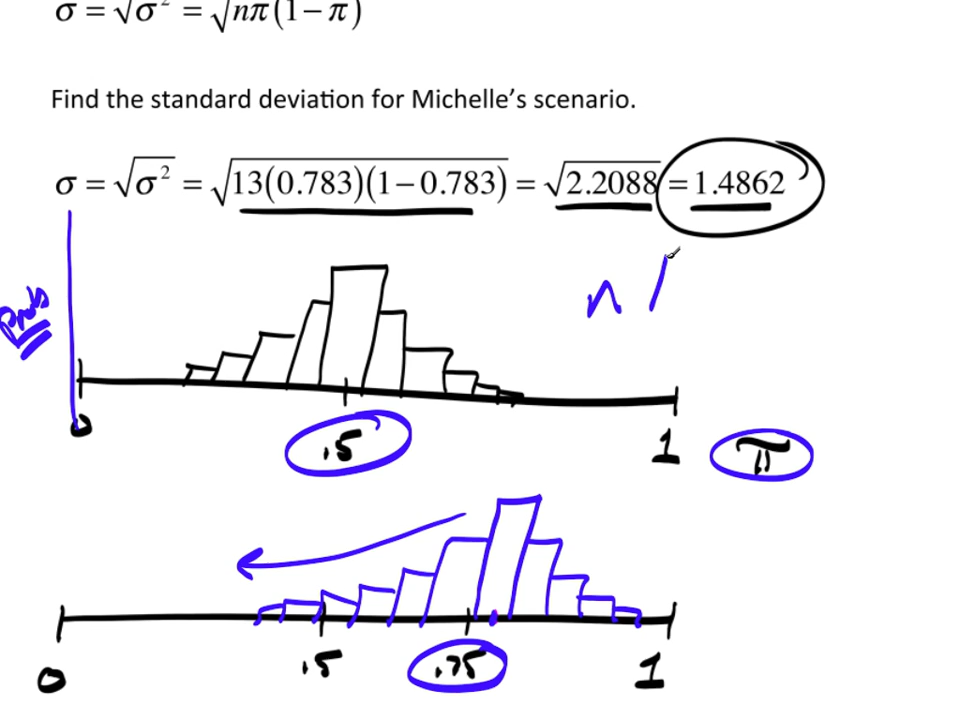 σ = √σ² = √nπ(1−π)
Find the standard deviation for Michelle's scenario.
σ = √σ² = √13(0.783)(1−0.783) = √2.2088 = 1.4862
n
Probs
0 .5 1 π
0 .5 .75 1